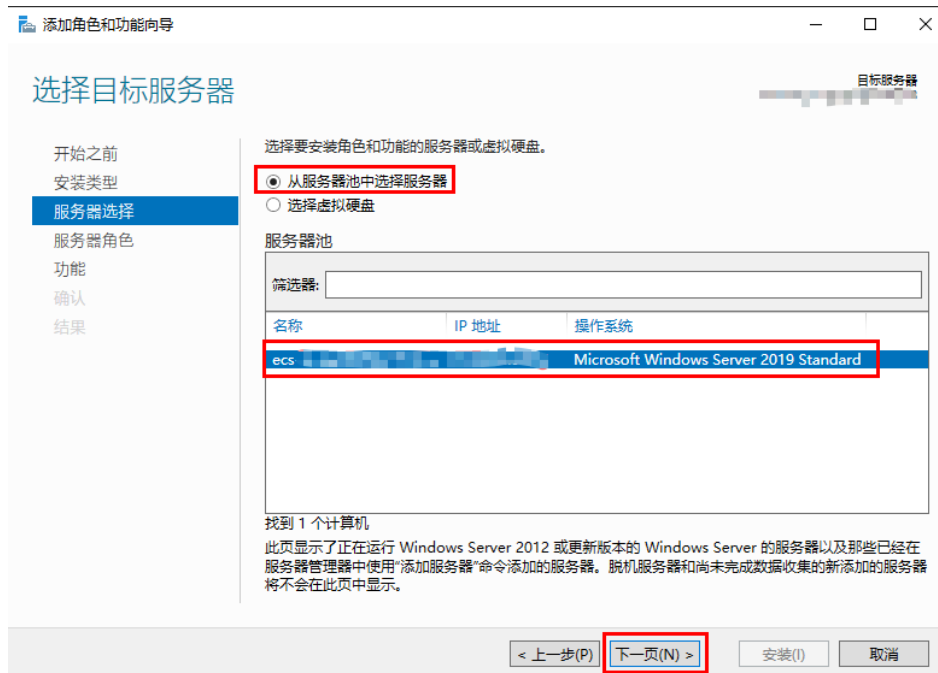 添加角色和功能向导
选择目标服务器
目标服务器
开始之前
安装类型
服务器选择
服务器角色
功能
确认
结果
选择要安装角色和功能的服务器或虚拟硬盘。
从服务器池中选择服务器
选择虚拟硬盘
服务器池
筛选器:
名称 IP 地址 操作系统
ecs Microsoft Windows Server 2019 Standard
找到 1 个计算机
此页显示了正在运行 Windows Server 2012 或更新版本的 Windows Server 的服务器以及那些已经在
服务器管理器中使用"添加服务器"命令添加的服务器。脱机服务器和尚未完成数据收集的新添加的服务器
将不会在此页中显示。
< 上一步(P) 下一页(N) > 安装(I) 取消